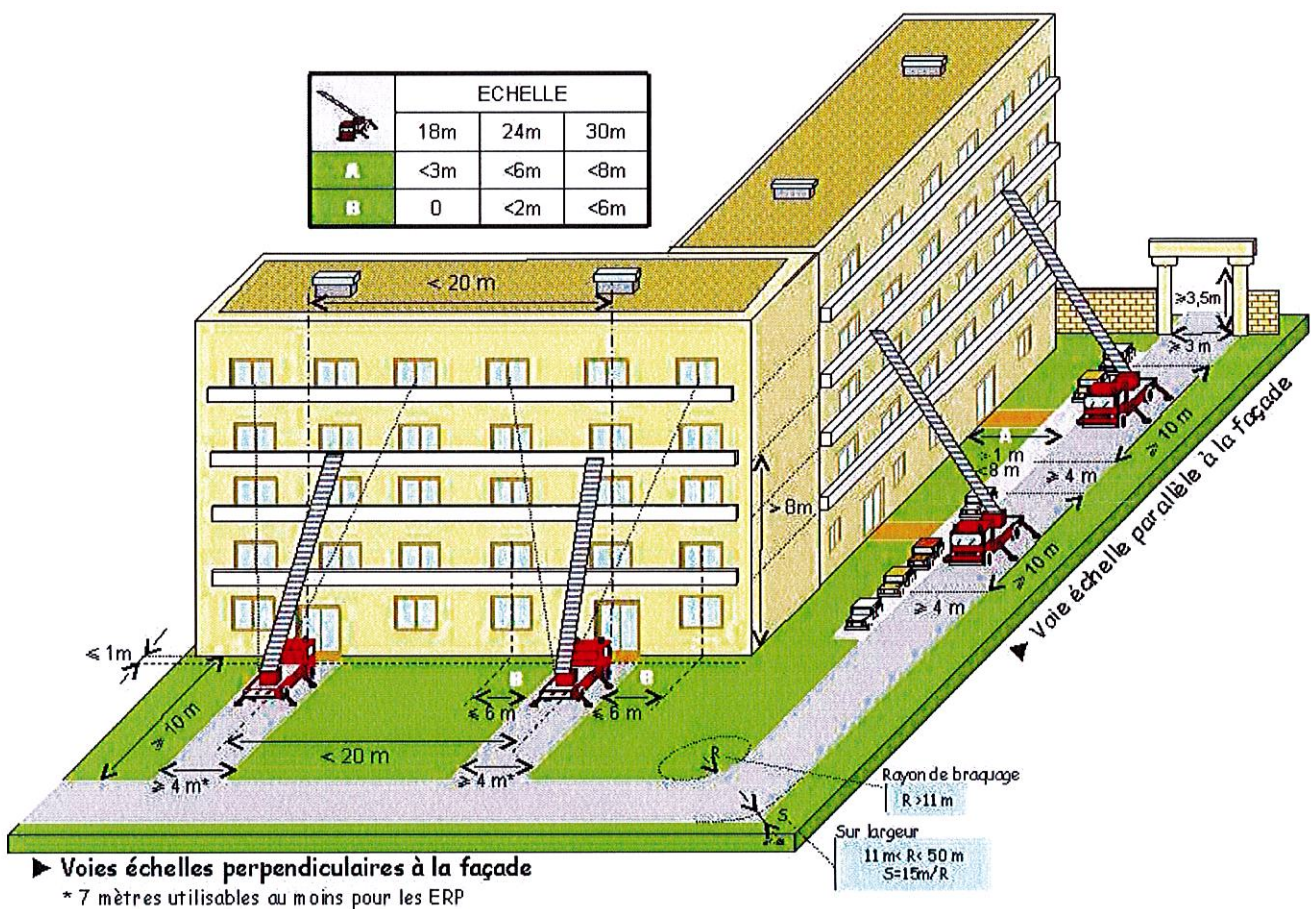 ECHELLE
18m 24m 30m
A <3m <6m <8m
B 0 <2m <6m
< 20 m
⩾3,5m
⩾ 3 m
A
> 1 m
<8 m
⩾ 10 m
⩾ 4 m
> 8m
⩾ 10 m
⩾ 4 m
► Voie échelle parallèle à la façade
⩽ 1m
B
B
⩽ 6 m
⩽ 6 m
⩾ 10 m
< 20 m
⩾ 4 m*
⩾ 4 m*
R
Rayon de braquage
R >11 m
S
Sur largeur
11 m< R< 50 m
S=15m/R
► Voies échelles perpendiculaires à la façade
* 7 mètres utilisables au moins pour les ERP